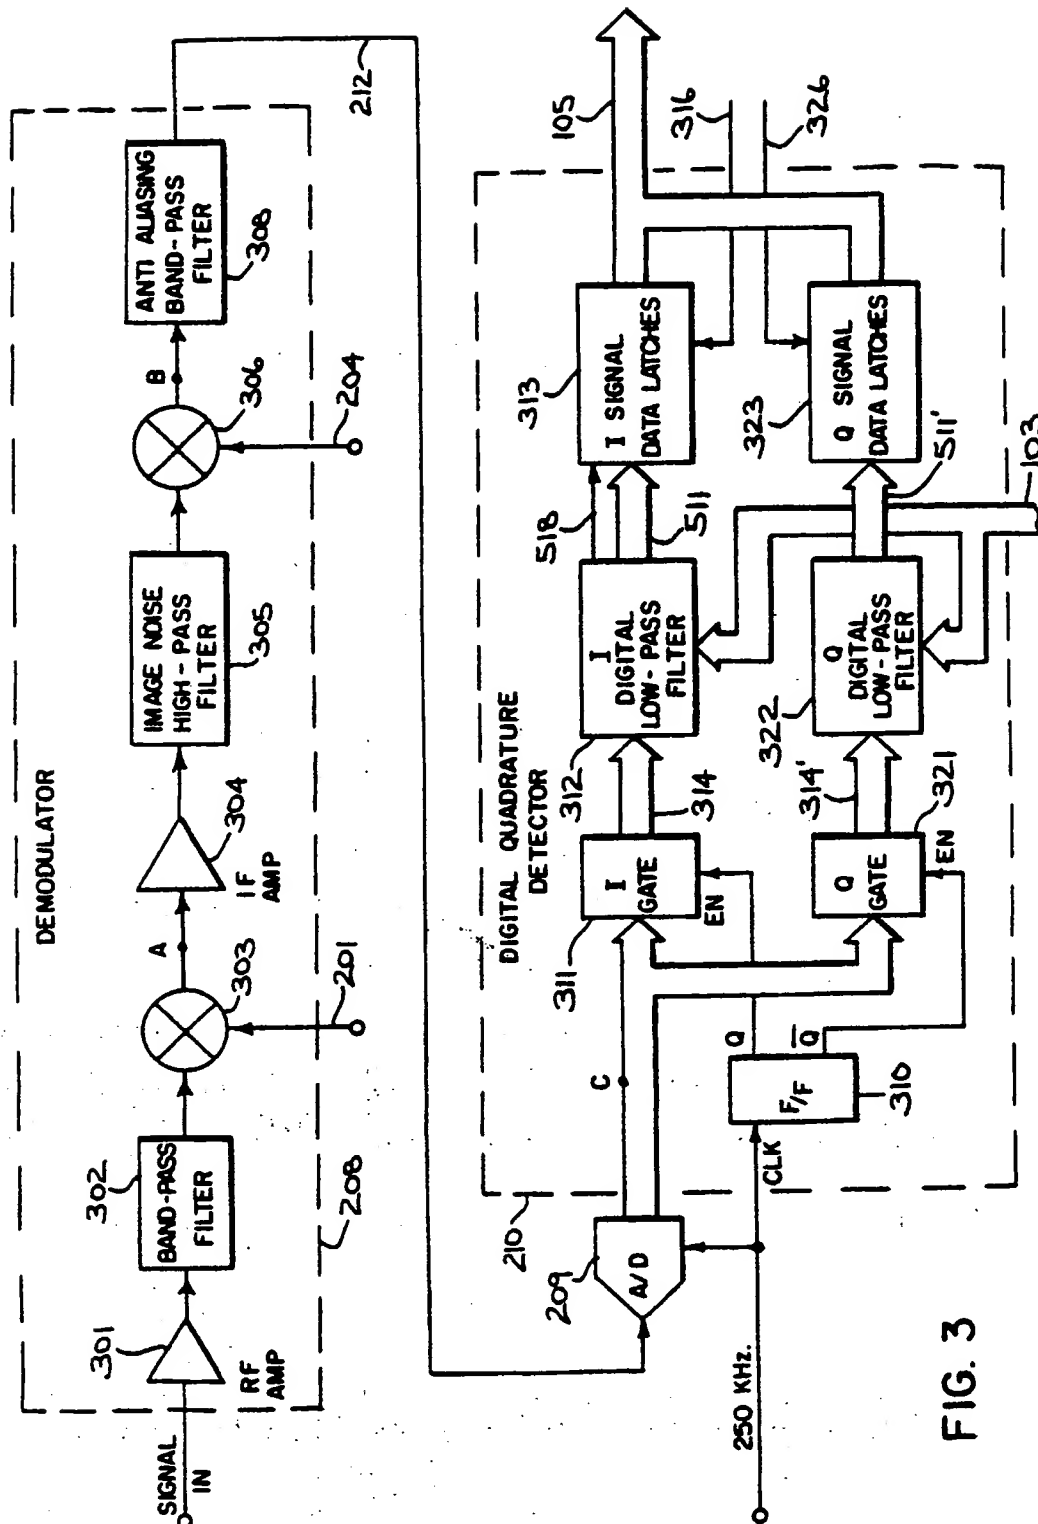 DEMODULATOR
SIGNAL
IN
301
RF
AMP
302
BAND-PASS
FILTER
208
303
A
201
304
IF
AMP
305
IMAGE NOISE
HIGH-PASS
FILTER
306
B
204
308
ANTI ALIASING
BAND-PASS
FILTER
212
DIGITAL QUADRATURE
DETECTOR
210
209
A/D
250 KHz.
CLK
F/F
310
Q
Q̅
C
311
I
GATE
EN
314
312
I
DIGITAL
LOW-PASS
FILTER
518
511
313
I SIGNAL
DATA LATCHES
105
316
326
Q
GATE
EN
321
314'
322
Q
DIGITAL
LOW-PASS
FILTER
511'
103
323
Q SIGNAL
DATA LATCHES
FIG. 3